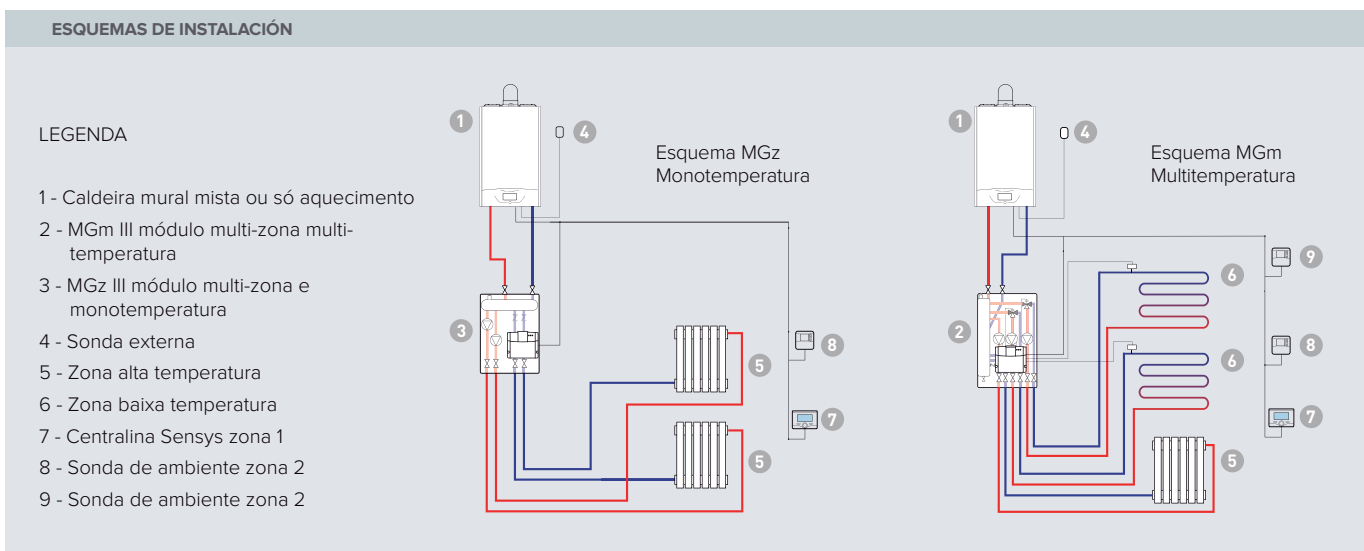 ESQUEMAS DE INSTALACIÓN
LEGENDA
1 - Caldeira mural mista ou só aquecimento
2 - MGm III módulo multi-zona multi-
temperatura
3 - MGz III módulo multi-zona e
monotemperatura
4 - Sonda externa
5 - Zona alta temperatura
6 - Zona baixa temperatura
7 - Centralina Sensys zona 1
8 - Sonda de ambiente zona 2
9 - Sonda de ambiente zona 2
1
4
Esquema MGz
Monotemperatura
3
5
8
7
5
1
4
Esquema MGm
Multitemperatura
9
6
2
8
6
7
5